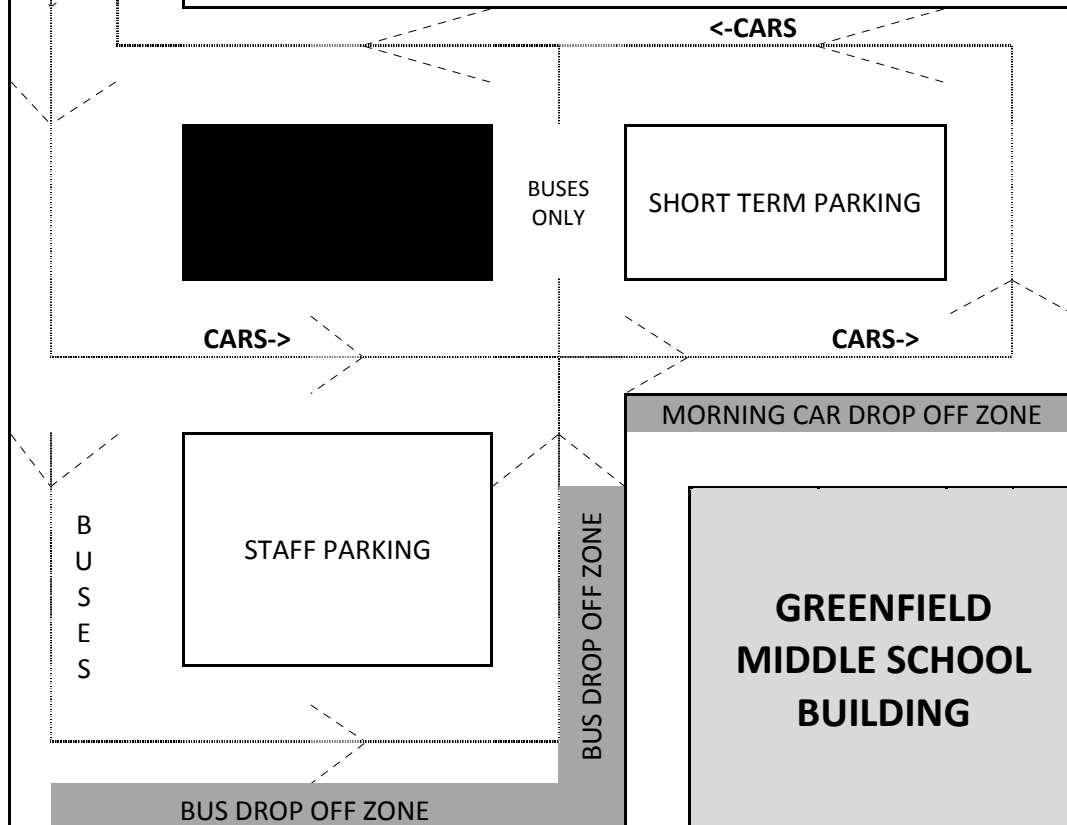 <-CARS
BUSES
ONLY
SHORT TERM PARKING
CARS->
CARS->
MORNING CAR DROP OFF ZONE
B
U
S
E
S
STAFF PARKING
BUS DROP OFF ZONE
GREENFIELD
MIDDLE SCHOOL
BUILDING
BUS DROP OFF ZONE